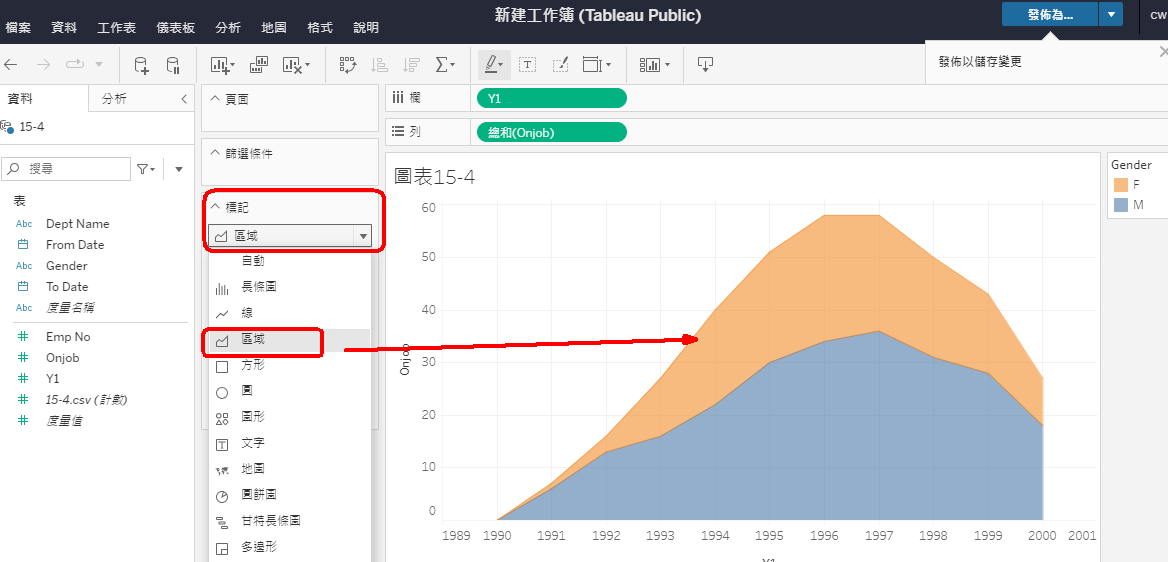 新建工作簿 (Tableau Public)
發佈為...
CW
檔案 資料 工作表 儀表板 分析 地圖 格式 說明
發佈以儲存變更
資料 分析
15-4
搜尋
表
Abc Dept Name
From Date
Abc Gender
To Date
Abc 度量名稱
Emp No
Onjob
Y1
15-4.csv (計數)
度量值
頁面
篩選條件
標記
區域
自動
長條圖
線
區域
方形
圓
圖形
文字
地圖
圓餅圖
甘特長條圖
多邊形
欄 Y1
列 總和(Onjob)
圖表15-4
Onjob
60
50
40
30
20
10
0
1989 1990 1991 1992 1993 1994 1995 1996 1997 1998 1999 2000 2001
Y1
Gender
F
M